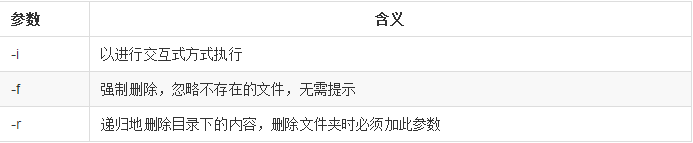 参数 含义
-i 以进行交互式方式执行
-f 强制删除，忽略不存在的文件，无需提示
-r 递归地删除目录下的内容，删除文件夹时必须加此参数